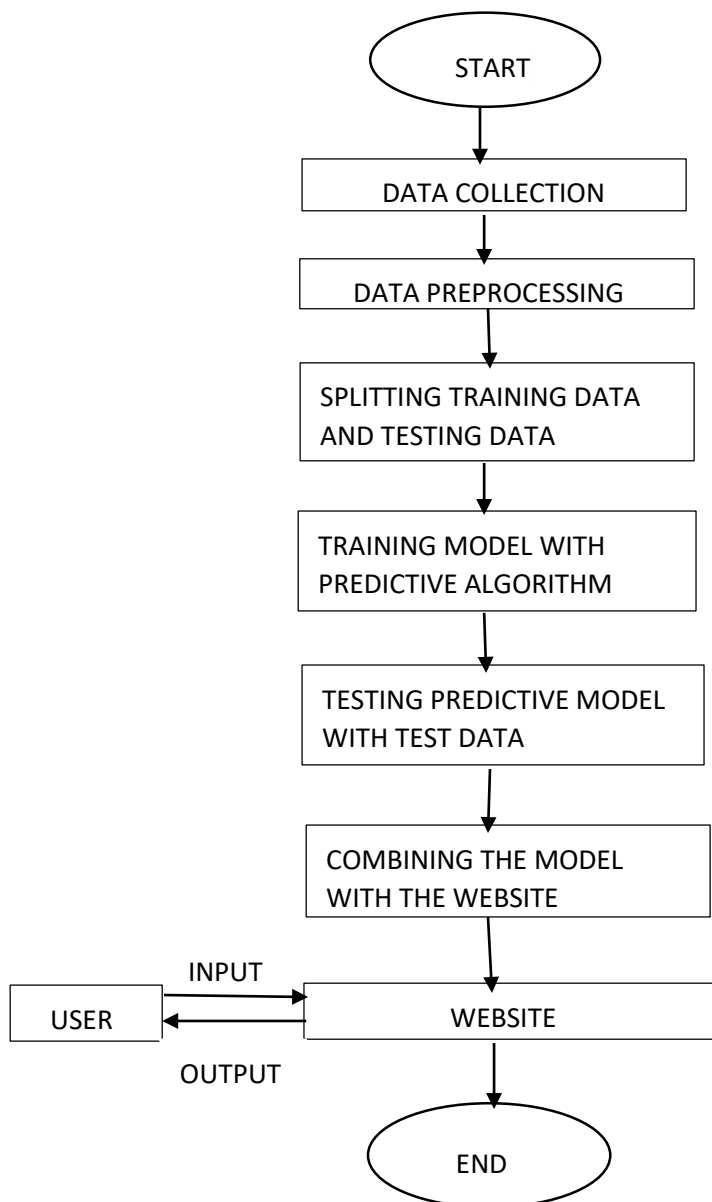 START
DATA COLLECTION
DATA PREPROCESSING
SPLITTING TRAINING DATA
AND TESTING DATA
TRAINING MODEL WITH
PREDICTIVE ALGORITHM
TESTING PREDICTIVE MODEL
WITH TEST DATA
COMBINING THE MODEL
WITH THE WEBSITE
INPUT
USER
WEBSITE
OUTPUT
END